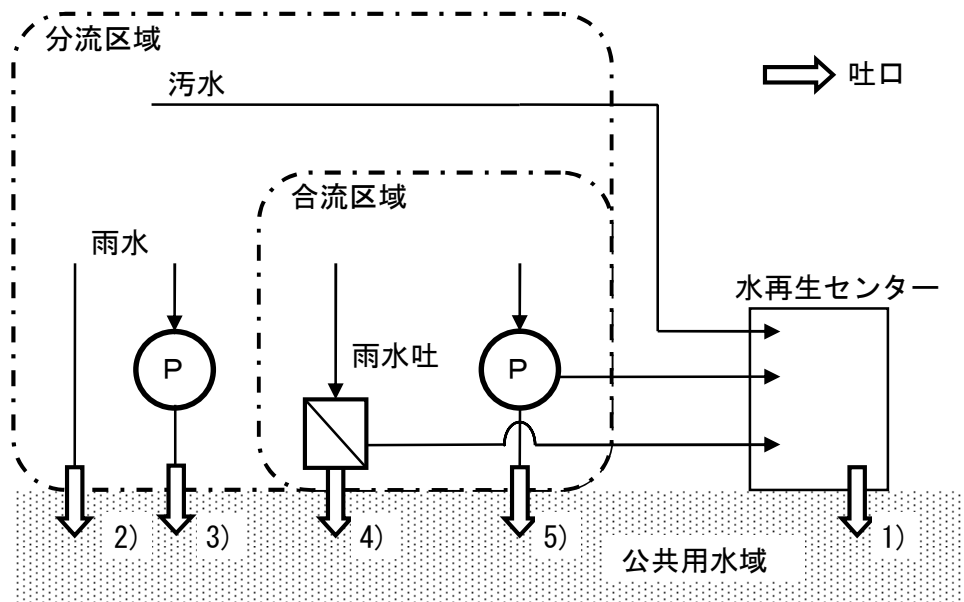 分流区域
吐口
汚水
合流区域
雨水
水再生センター
雨水吐
P
P
2)
3)
4)
5)
1)
公共用水域